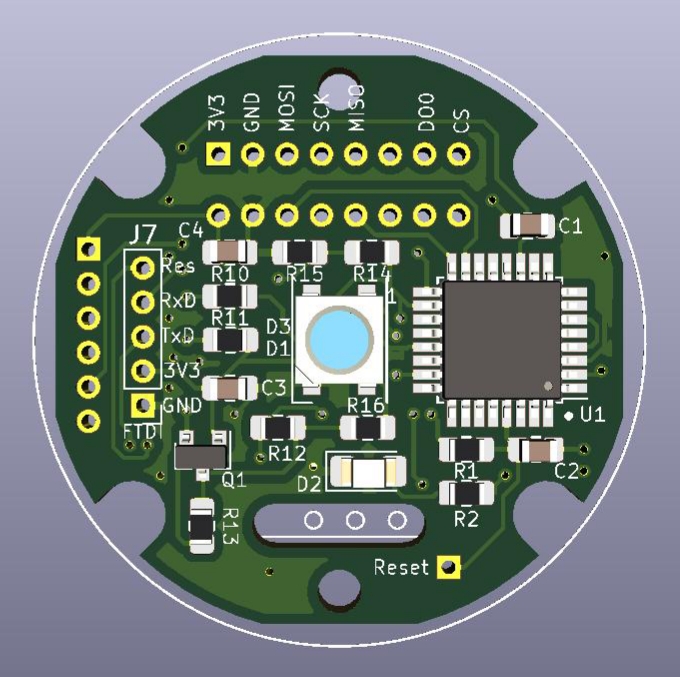 3V3
GND
MOSI
SCK
MISO
DO0
CS
C4
C1
J7
Res
RxD
TxD
3V3
GND
FTDI
R10
R15
R14
R11
D3
D1
1
C3
R16
R12
U1
Q1
D2
R1
C2
R2
R13
Reset